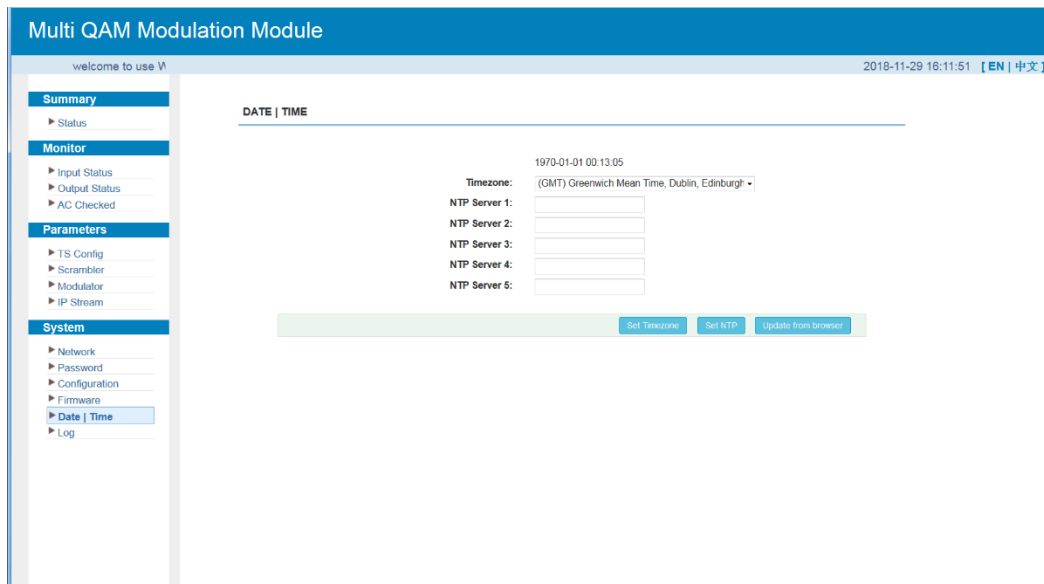 Multi QAM Modulation Module
welcome to use W
2018-11-29 16:11:51 [ EN | 中文 ]
Summary
Status
Monitor
Input Status
Output Status
AC Checked
Parameters
TS Config
Scrambler
Modulator
IP Stream
System
Network
Password
Configuration
Firmware
Date | Time
Log
DATE | TIME
1970-01-01 00:13:05
Timezone: (GMT) Greenwich Mean Time, Dublin, Edinburgh
NTP Server 1:
NTP Server 2:
NTP Server 3:
NTP Server 4:
NTP Server 5:
Set Timezone Set NTP Update from browser